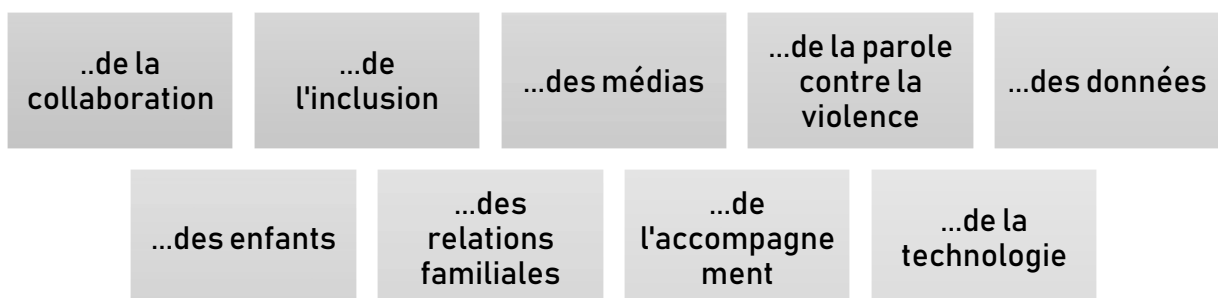 ..de la
collaboration
...de
l'inclusion
...des médias
...de la parole
contre la
violence
...des données
...des enfants
...des
relations
familiales
...de
l'accompagne
ment
...de la
technologie